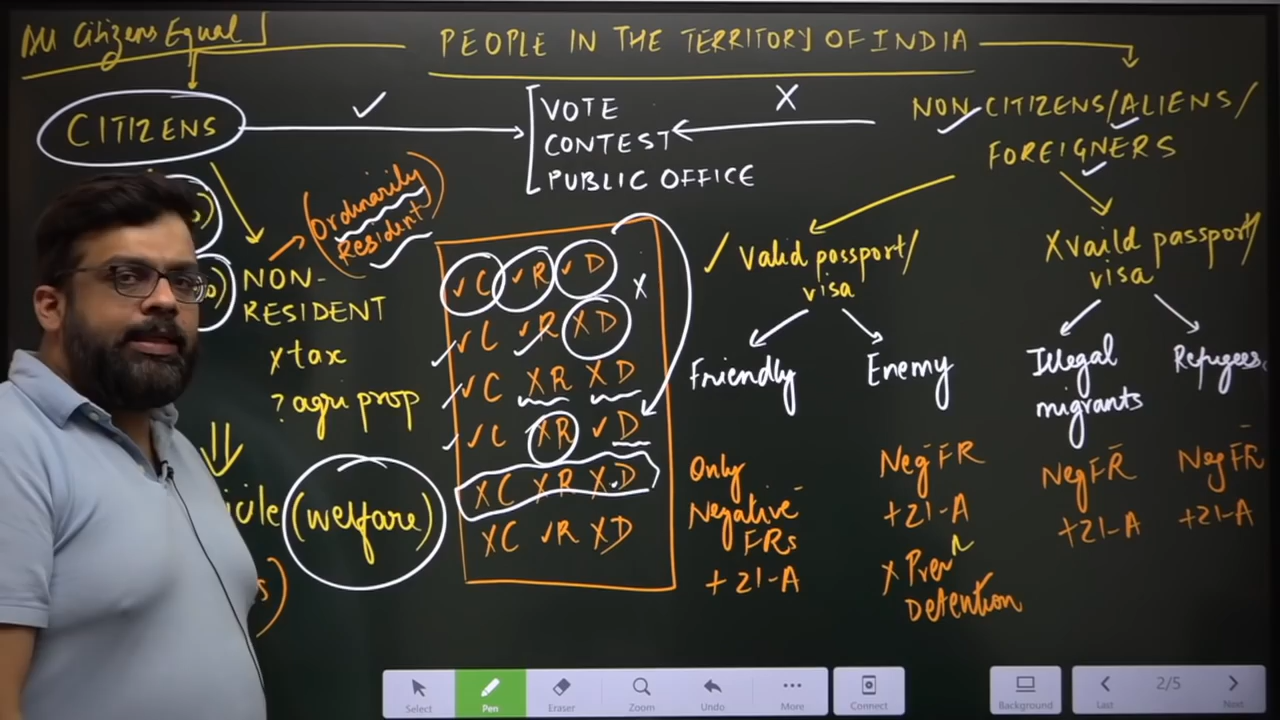 All Citizens Equal
PEOPLE IN THE TERRITORY OF INDIA
CITIZENS
✓
VOTE
CONTEST
PUBLIC OFFICE
X
NON CITIZENS/ALIENS/
FOREIGNERS
(Ordinarily
Resident)
NON-
RESIDENT
x tax
? agri prop
(welfare)
✓C ✓R ✓D X
✓C ✓R XD
✓C XR XD
✓C XR ✓D
XC XR X.D
XC ✓R XD
✓ Valid passport/
visa
X vaild passport/
visa
Friendly
Enemy
Illegal
migrants
Refugees
Only
Negative
FRs
+ 21-A
Neg FR
+21-A
X Prev
Detention
Neg FR
+21-A
Neg FR
+21-A
Select
Pen
Eraser
Zoom
Undo
More
Connect
Background
Last
2/5
Next